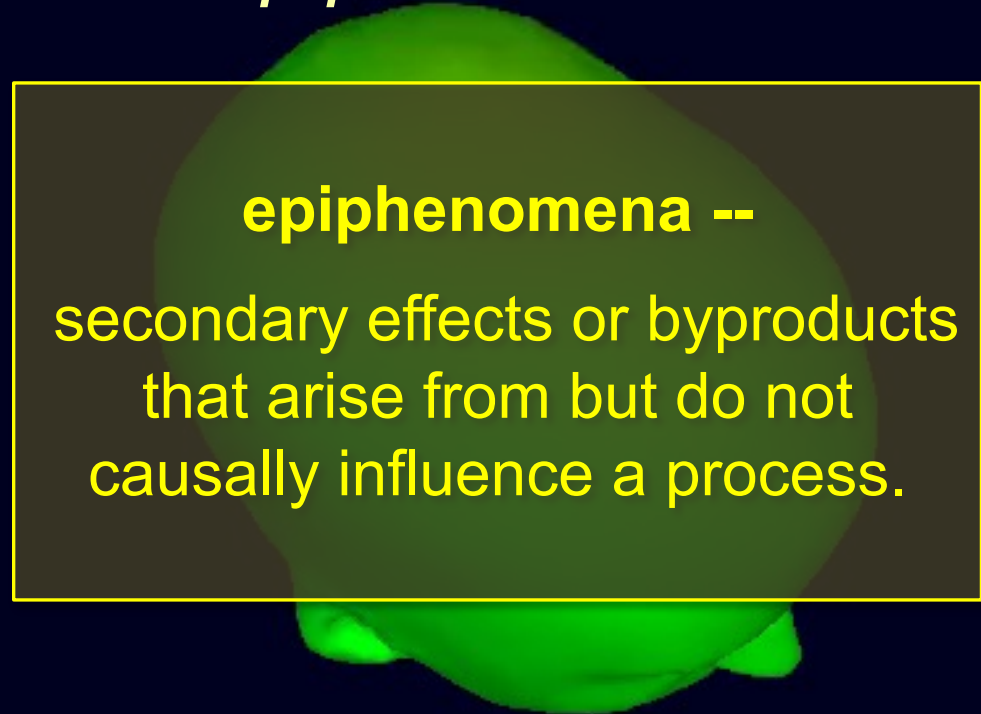 epiphenomena --
secondary effects or byproducts
that arise from but do not
causally influence a process.